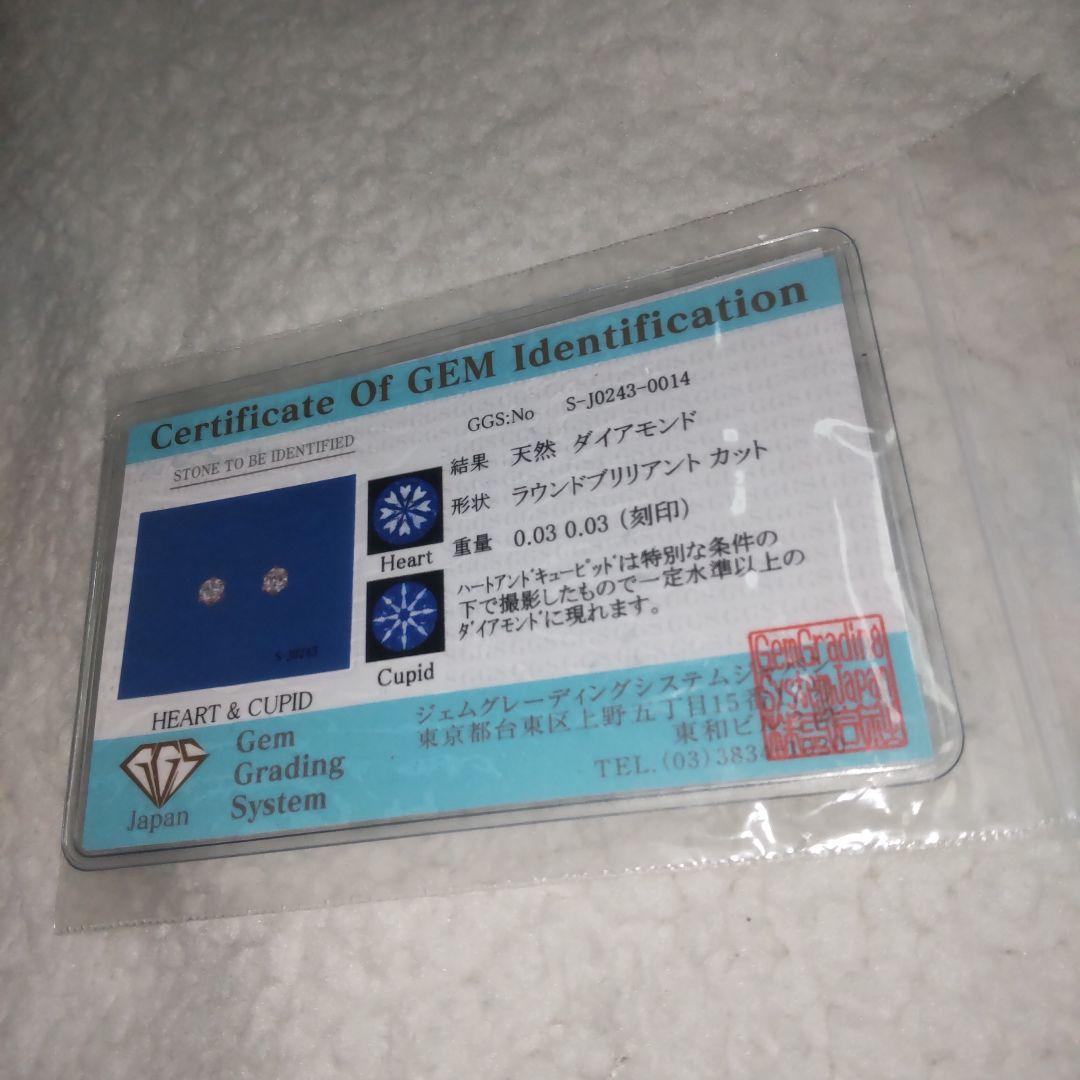 Certificate Of GEM Identification
GGS:No S-J0243-0014
STONE TO BE IDENTIFIED
結果 天然 ダイアモンド
形状 ラウンドブリリアント カット
重量 0.03 0.03 (刻印)
Heart
Cupid
ハートアンドキューピッドは特別な条件の
下で撮影したもので一定水準以上の
ダイアモンドに現れます。
S-J0243
HEART & CUPID
GGS
Japan
Gem
Grading
System
ジェムグレーディングシステムジ
東京都台東区上野五丁目15番
東和ビ
TEL.(03)383
GemGrading
System Japan